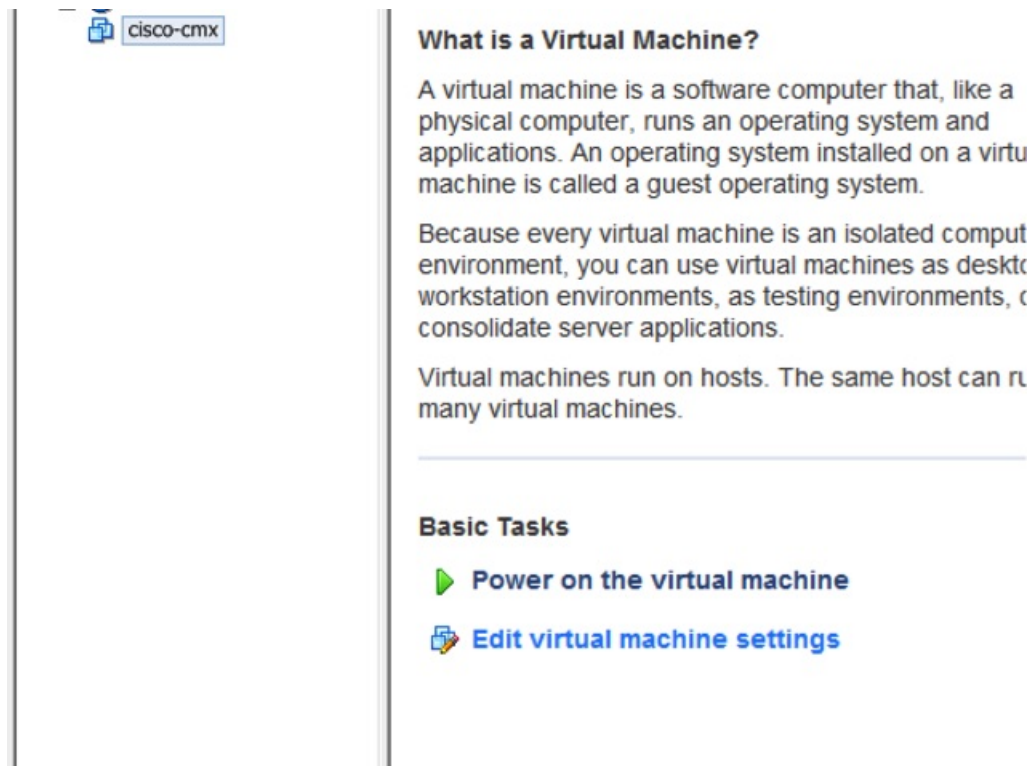 cisco-cmx
What is a Virtual Machine?
A virtual machine is a software computer that, like a
physical computer, runs an operating system and
applications. An operating system installed on a virtu
machine is called a guest operating system.
Because every virtual machine is an isolated comput
environment, you can use virtual machines as deskto
workstation environments, as testing environments, o
consolidate server applications.
Virtual machines run on hosts. The same host can ru
many virtual machines.
Basic Tasks
Power on the virtual machine
Edit virtual machine settings